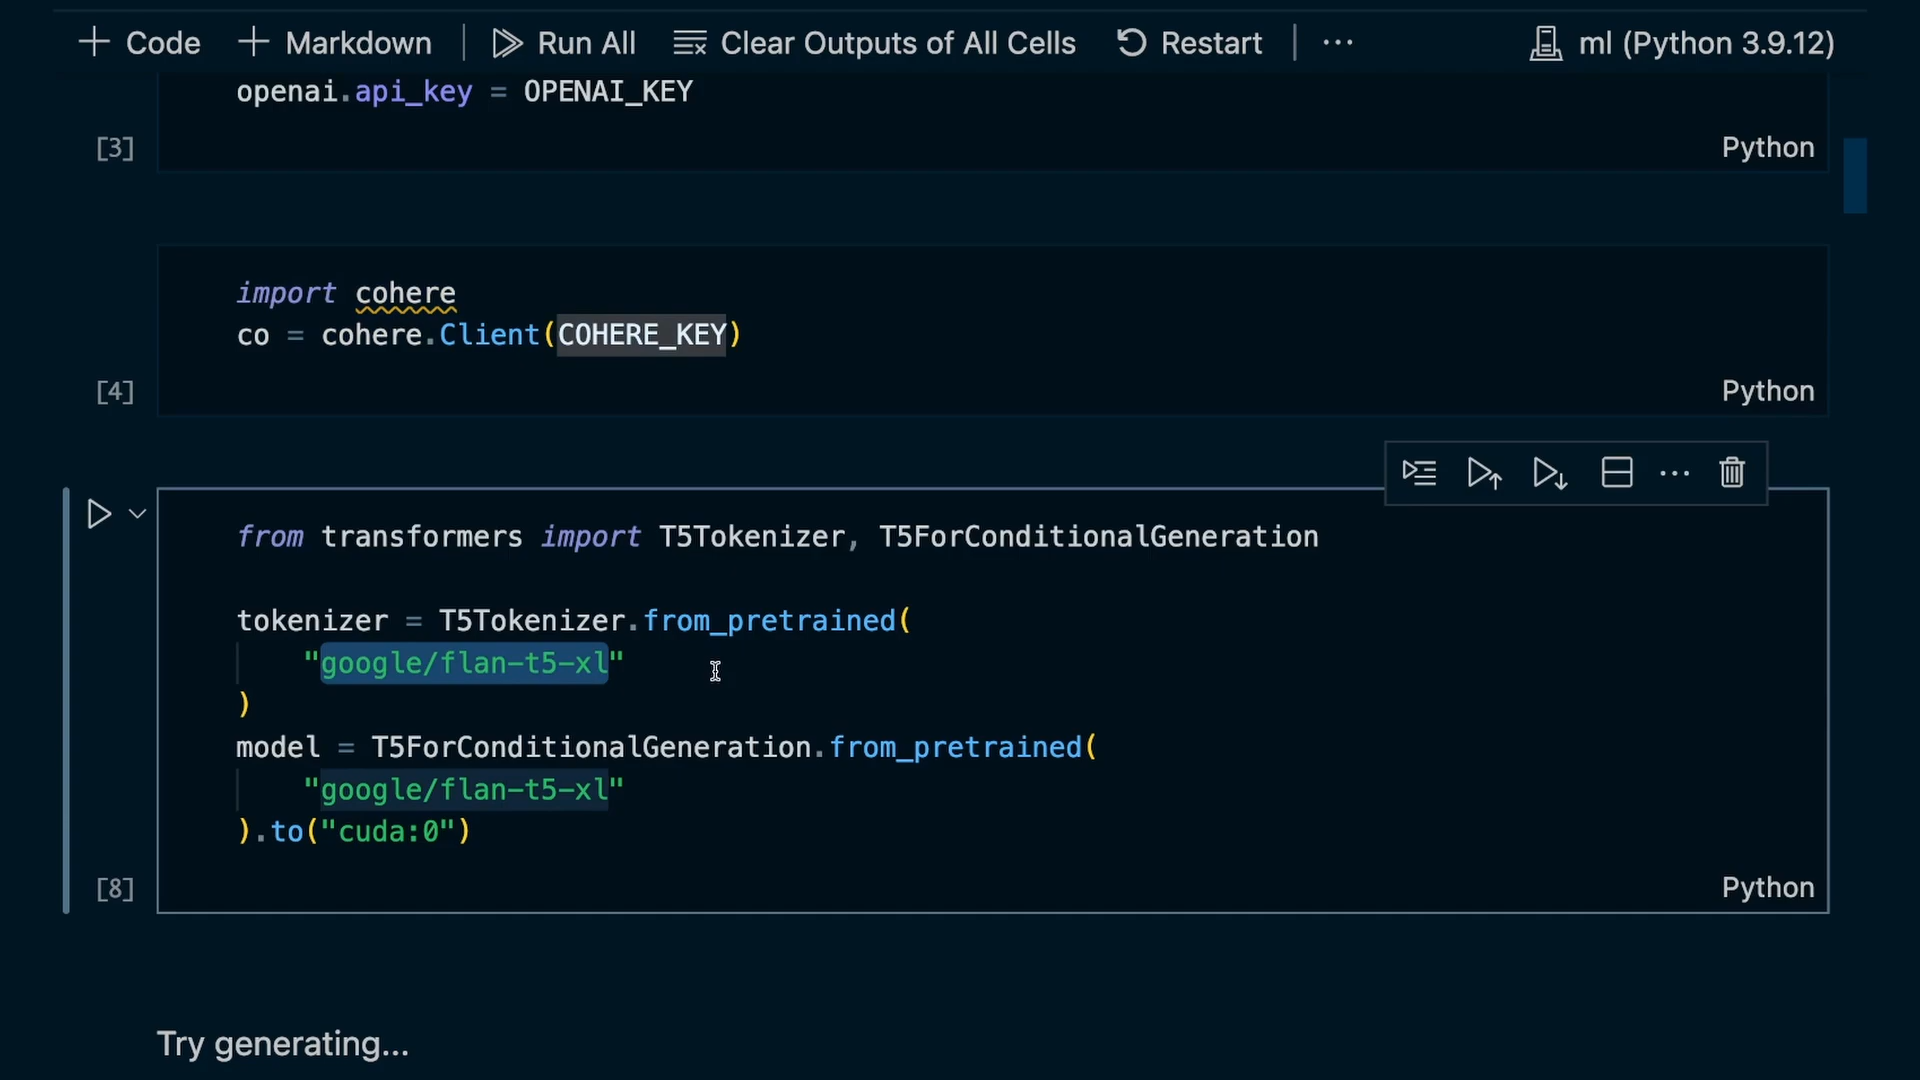 Code Markdown Run All Clear Outputs of All Cells Restart ... ml (Python 3.9.12)
openai.api_key = OPENAI_KEY
[3] Python
import cohere
co = cohere.Client(COHERE_KEY)
[4] Python
from transformers import T5Tokenizer, T5ForConditionalGeneration
tokenizer = T5Tokenizer.from_pretrained(
"google/flan-t5-xl"
)
model = T5ForConditionalGeneration.from_pretrained(
"google/flan-t5-xl"
).to("cuda:0")
[8] Python
Try generating...